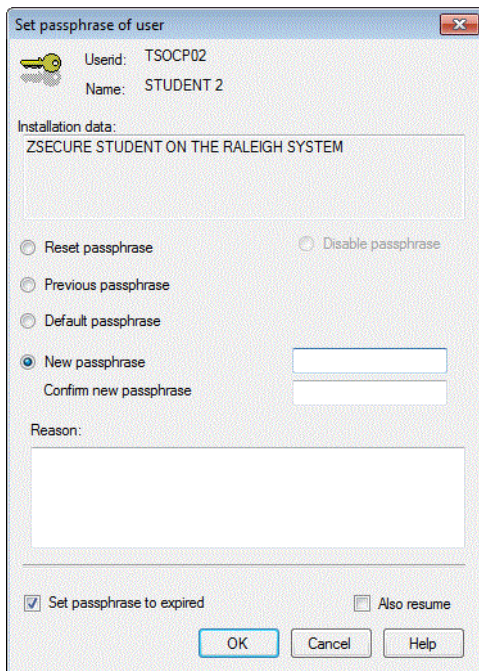 Set passphrase of user
Userid: TSOCP02
Name: STUDENT 2
Installation data:
ZSECURE STUDENT ON THE RALEIGH SYSTEM
Reset passphrase Disable passphrase
Previous passphrase
Default passphrase
New passphrase
Confirm new passphrase
Reason:
Set passphrase to expired Also resume
OK Cancel Help